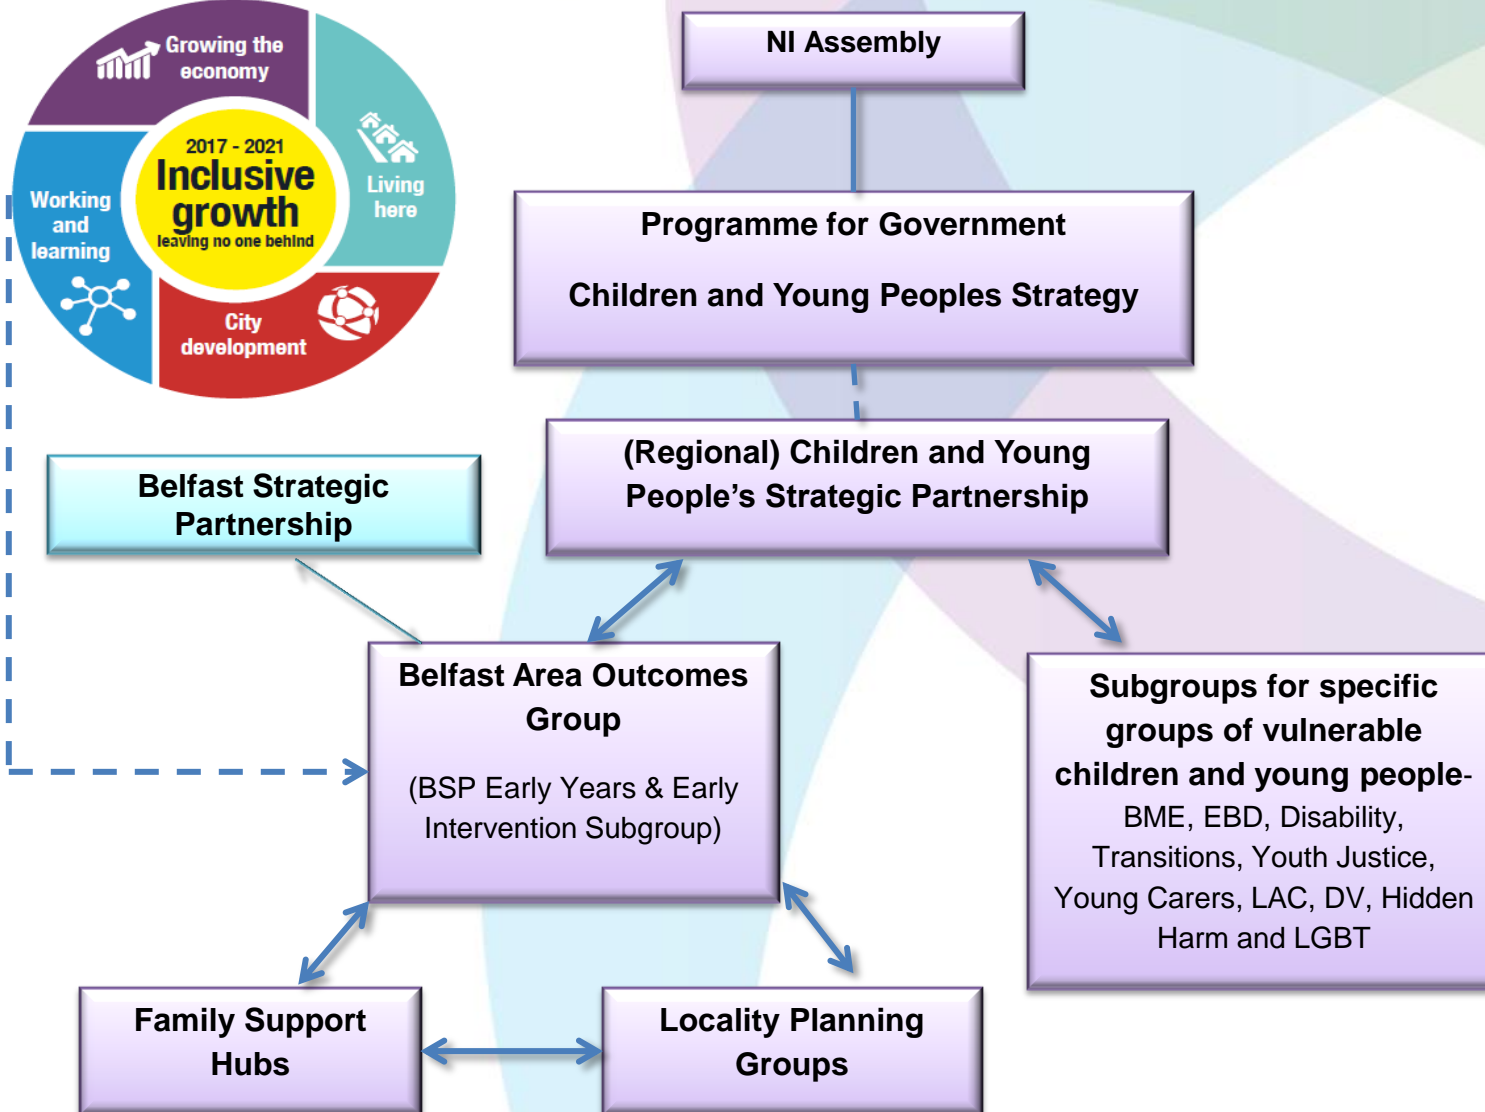 Growing the
economy
2017 - 2021
Inclusive
growth
leaving no one behind
Living
here
Working
and
learning
City
development
NI Assembly
Programme for Government
Children and Young Peoples Strategy
(Regional) Children and Young
People’s Strategic Partnership
Belfast Strategic
Partnership
Belfast Area Outcomes
Group
(BSP Early Years & Early
Intervention Subgroup)
Subgroups for specific
groups of vulnerable
children and young people-
BME, EBD, Disability,
Transitions, Youth Justice,
Young Carers, LAC, DV, Hidden
Harm and LGBT
Family Support
Hubs
Locality Planning
Groups